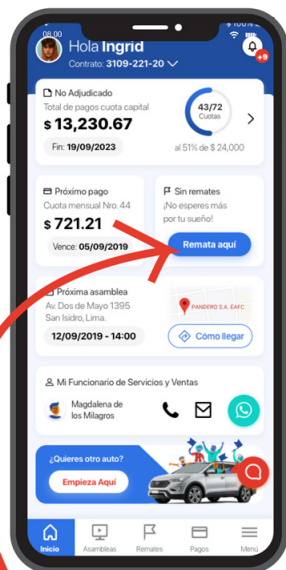 Hola Ingrid
+9
Contrato: 3109-221-20
No Adjudicado
Total de pagos cuota capital
$ 13,230.67
Fin: 19/09/2023
43/72
Cuotas
al 51% de $ 24,000
Próximo pago
Cuota mensual Nro. 44
$ 721.21
Vence: 05/09/2019
Sin remates
¡No esperes más
por tu sueño!
Remata aquí
Próxima asamblea
Av. Dos de Mayo 1395
San Isidro, Lima.
12/09/2019 - 14:00
PANDERO S.A. EAFC
Cómo llegar
Mi Funcionario de Servicios y Ventas
Magdalena de
los Milagros
¿Quieres otro auto?
Empieza Aquí
Inicio
Asambleas
Remates
Pagos
Menú